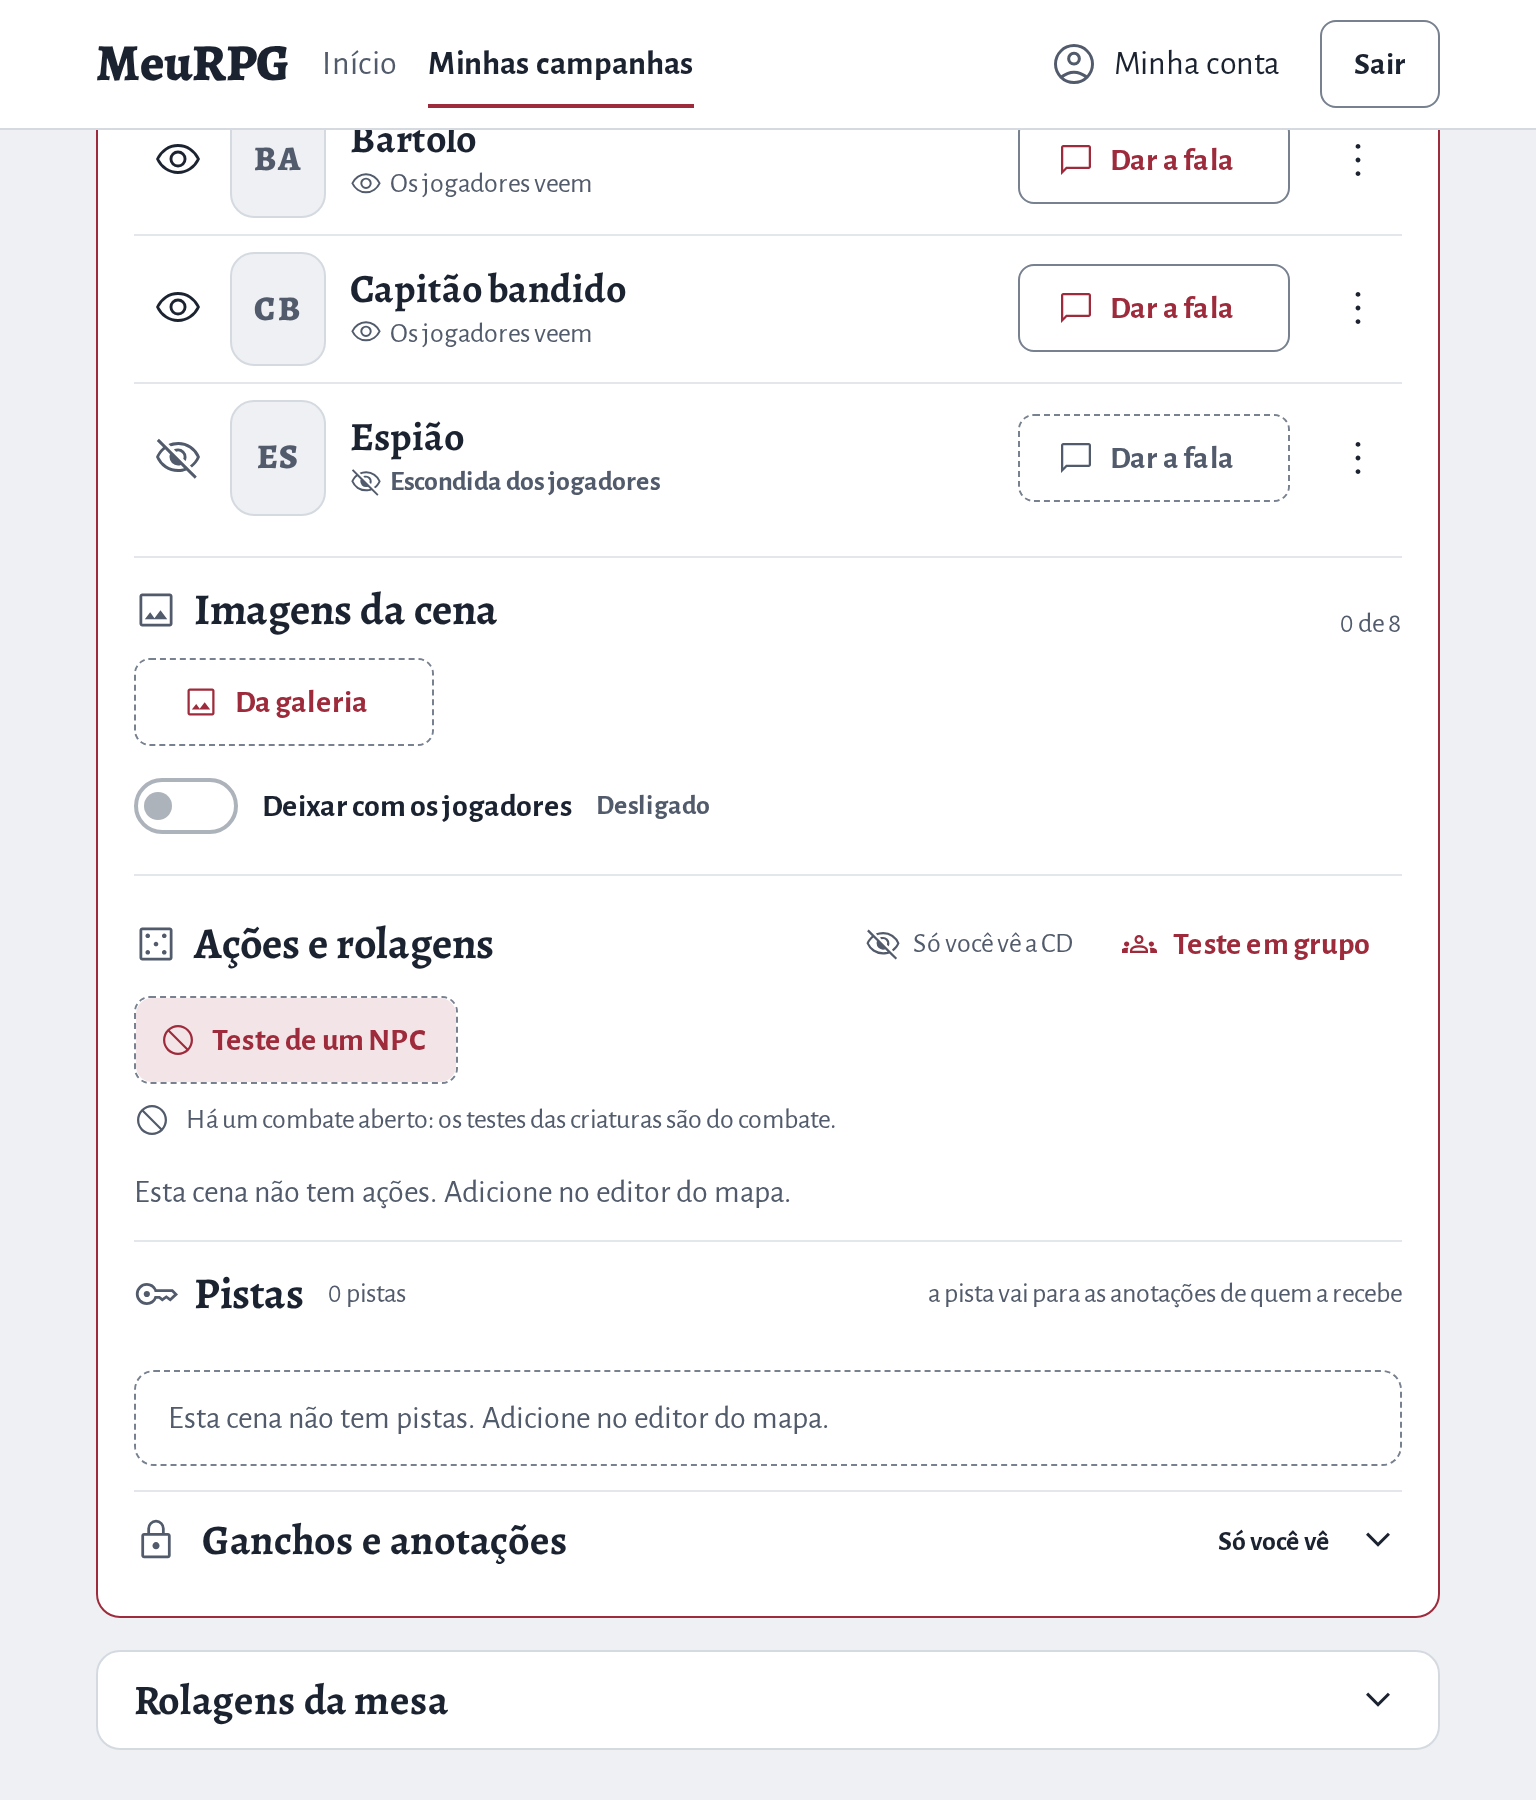 MeuRPG Início Minhas campanhas Minha conta Sair
BA Bartolo Dar a fala
Os jogadores veem
CB Capitão bandido Dar a fala
Os jogadores veem
ES Espião Dar a fala
Escondida dos jogadores
Imagens da cena 0 de 8
Da galeria
Deixar com os jogadores Desligado
Ações e rolagens Só você vê a CD Teste em grupo
Teste de um NPC
Há um combate aberto: os testes das criaturas são do combate.
Esta cena não tem ações. Adicione no editor do mapa.
Pistas 0 pistas a pista vai para as anotações de quem a recebe
Esta cena não tem pistas. Adicione no editor do mapa.
Ganchos e anotações Só você vê
Rolagens da mesa